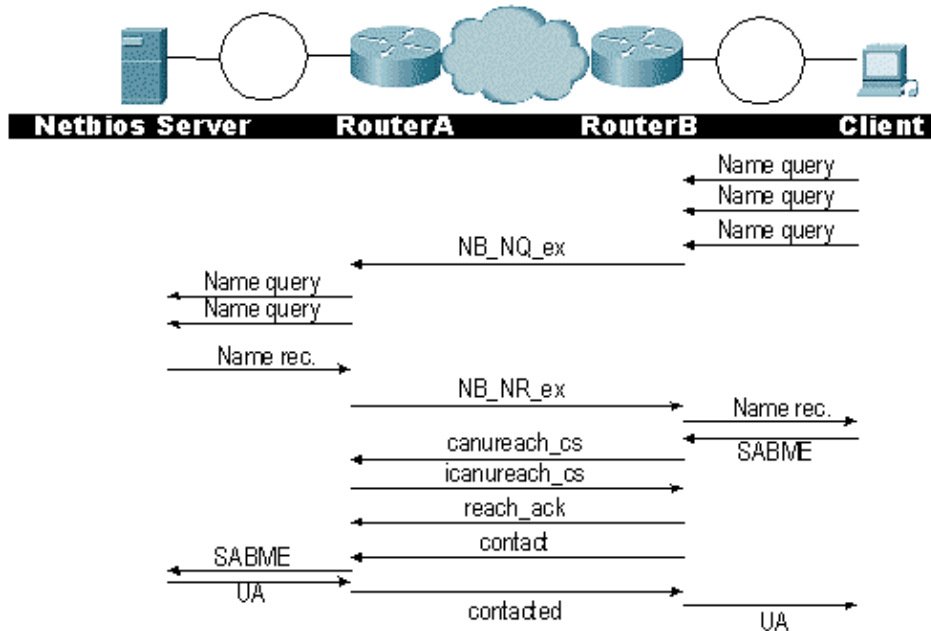 Netbios Server RouterA RouterB Client
Name query
Name query
Name query
NB_NQ_ex
Name query
Name query
Name rec.
NB_NR_ex
Name rec.
SABME
canureach_cs
icanureach_cs
reach_ack
contact
SABME
UA
contacted
UA